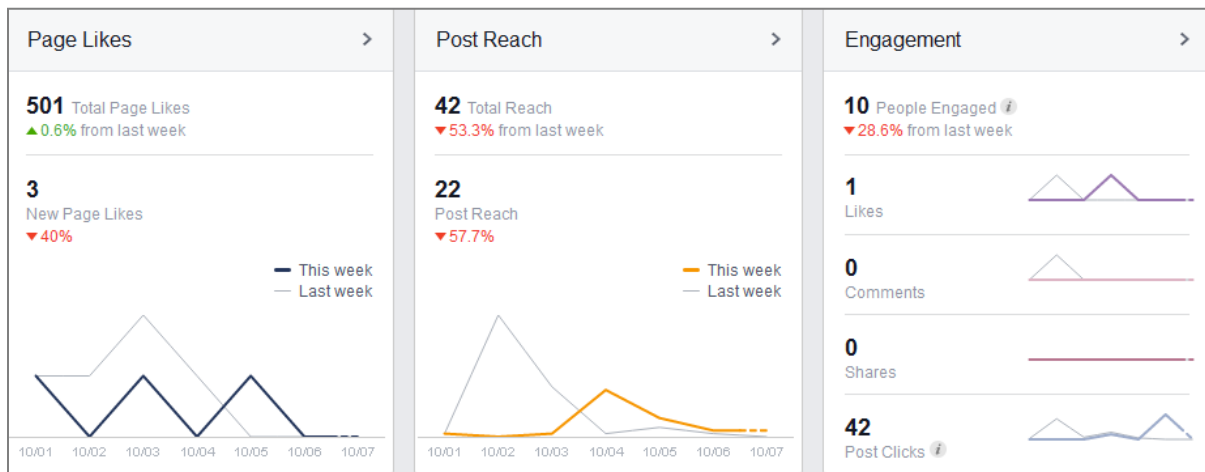 Page Likes
501 Total Page Likes
0.6% from last week
3
New Page Likes
40%
This week
Last week
10/01 10/02 10/03 10/04 10/05 10/06 10/07
Post Reach
42 Total Reach
53.3% from last week
22
Post Reach
57.7%
This week
Last week
10/01 10/02 10/03 10/04 10/05 10/06 10/07
Engagement
10 People Engaged i
28.6% from last week
1
Likes
0
Comments
0
Shares
42
Post Clicks i